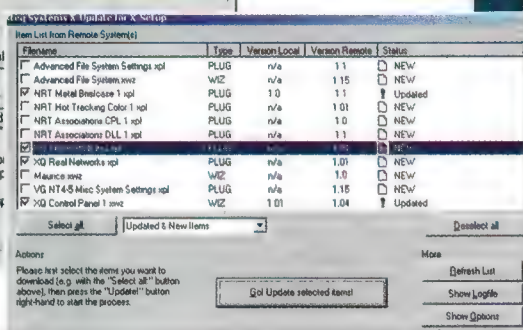 Systems X Update for X-Setup
Item List from Remote System(s)
Filename Type Version Local Version Remote Status
Advanced File System Settings.xpl PLUG n/a 1.1 NEW
Advanced File System.xwz WIZ n/a 1.15 NEW
NRT Metal Bnslcase 1.xpl PLUG 1.0 1.1 Updated
NRT Hot Tracking Color 1.xpl PLUG n/a 1.01 NEW
NRT Associations CPL 1.xpl PLUG n/a 1.0 NEW
NRT Associations DLL 1.xpl PLUG n/a 1.1 NEW
NEW
XQ Real Networks.xpl PLUG n/a 1.01 NEW
Maurice.xwz WIZ n/a 1.0 NEW
VG NT4-5 Misc System Settings.xpl PLUG n/a 1.15 NEW
XQ Control Panel 1.xwz WIZ 1.01 1.04 Updated
Select all Updated & New Items Deselect all
Actions More
Please first select the items you want to
download (e.g. with the "Select all" button
above), then press the "Update!" button
right-hand to start the process.
Go! Update selected items!
Refresh List
Show Logfile
Show Options